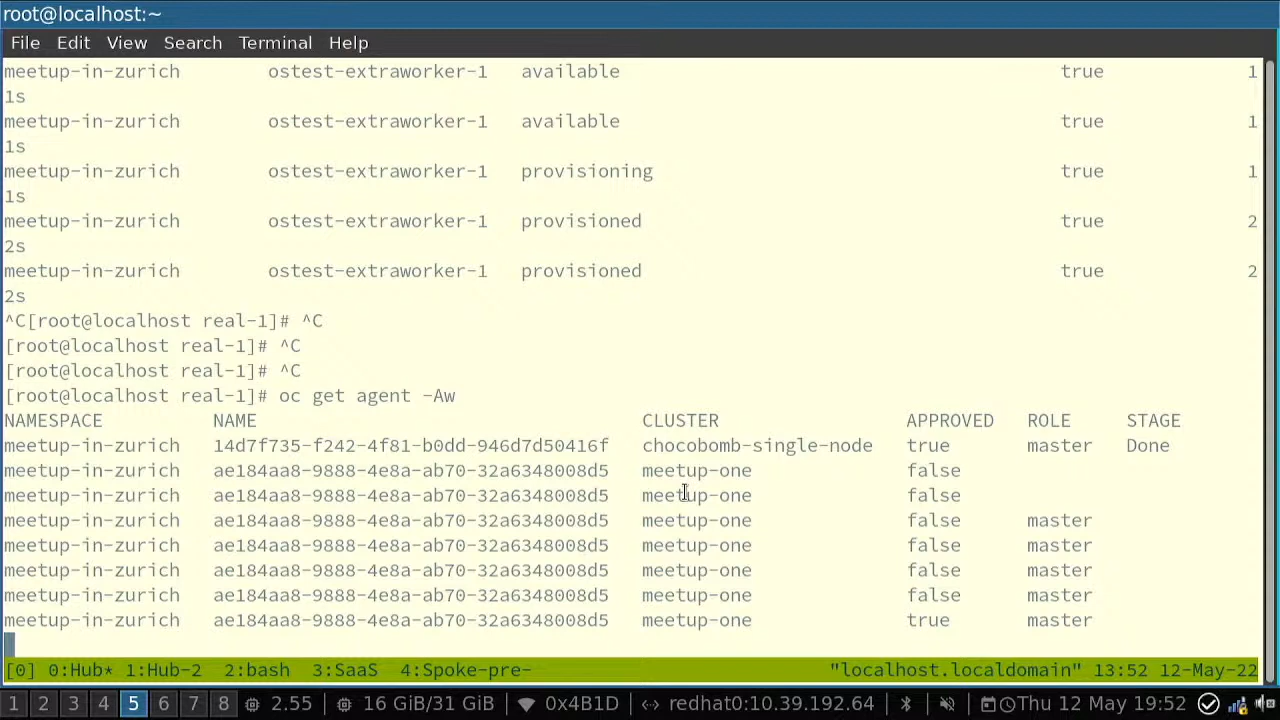 root@localhost:~
File Edit View Search Terminal Help
meetup-in-zurich ostest-extraworker-1 available true 1
1s
meetup-in-zurich ostest-extraworker-1 available true 1
1s
meetup-in-zurich ostest-extraworker-1 provisioning true 1
1s
meetup-in-zurich ostest-extraworker-1 provisioned true 2
2s
meetup-in-zurich ostest-extraworker-1 provisioned true 2
2s
^C[root@localhost real-1]# ^C
[root@localhost real-1]# ^C
[root@localhost real-1]# ^C
[root@localhost real-1]# oc get agent -Aw
NAMESPACE NAME CLUSTER APPROVED ROLE STAGE
meetup-in-zurich 14d7f735-f242-4f81-b0dd-946d7d50416f chocobomb-single-node true master Done
meetup-in-zurich ae184aa8-9888-4e8a-ab70-32a6348008d5 meetup-one false
meetup-in-zurich ae184aa8-9888-4e8a-ab70-32a6348008d5 meetup-one false
meetup-in-zurich ae184aa8-9888-4e8a-ab70-32a6348008d5 meetup-one false master
meetup-in-zurich ae184aa8-9888-4e8a-ab70-32a6348008d5 meetup-one false master
meetup-in-zurich ae184aa8-9888-4e8a-ab70-32a6348008d5 meetup-one false master
meetup-in-zurich ae184aa8-9888-4e8a-ab70-32a6348008d5 meetup-one false master
meetup-in-zurich ae184aa8-9888-4e8a-ab70-32a6348008d5 meetup-one true master
[0] 0:Hub* 1:Hub-2 2:bash 3:SaaS 4:Spoke-pre- "localhost.localdomain" 13:52 12-May-22
1 2 3 4 5 6 7 8 2.55 16 GiB/31 GiB 0x4B1D redhat0:10.39.192.64 Thu 12 May 19:52